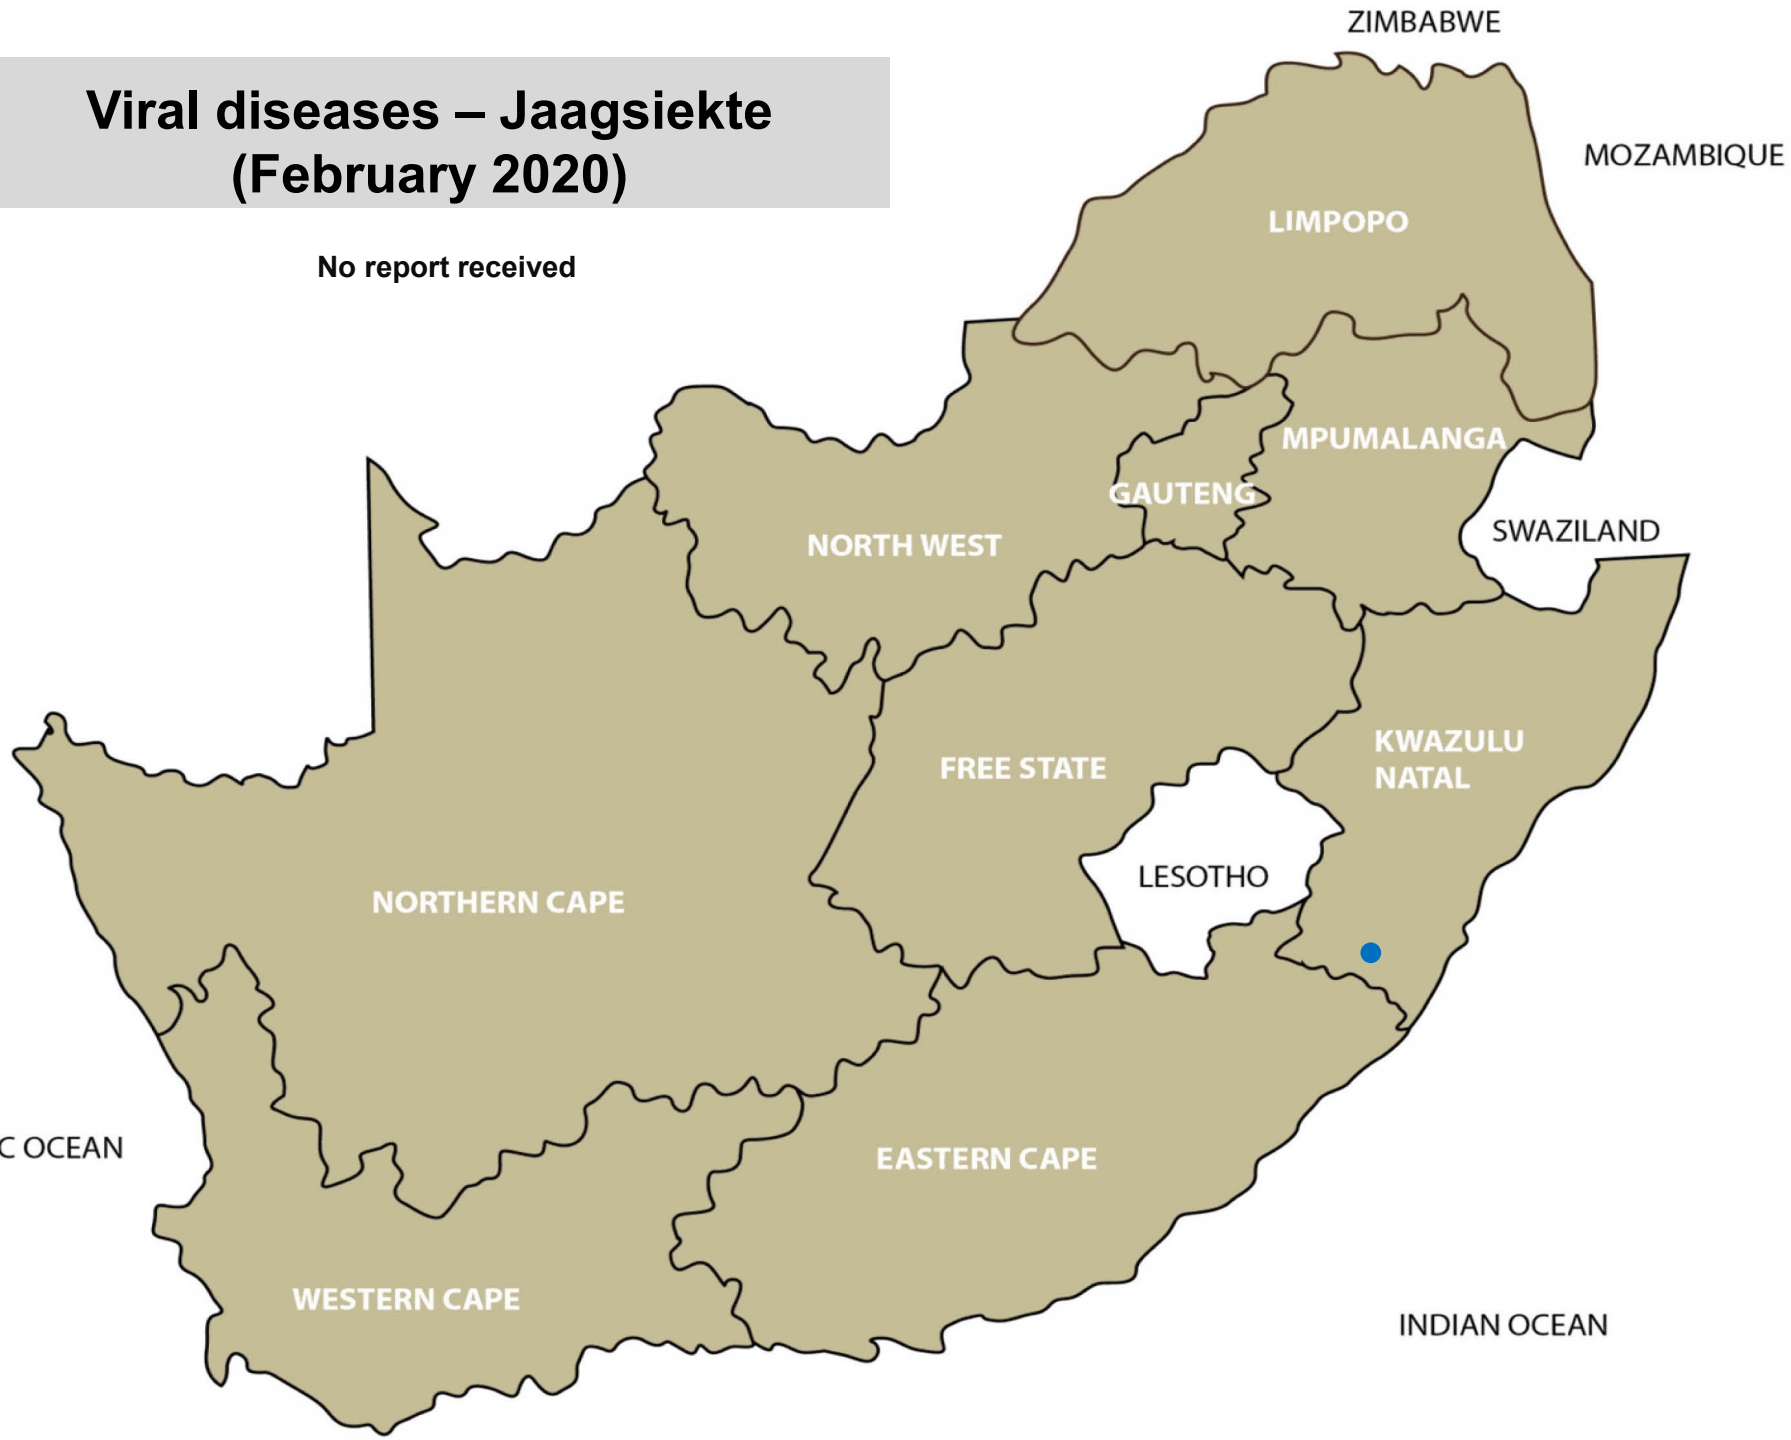 ZIMBABWE
Viral diseases – Jaagsiekte
(February 2020)
MOZAMBIQUE
LIMPOPO
No report received
MPUMALANGA
GAUTENG
SWAZILAND
NORTH WEST
KWAZULU
NATAL
FREE STATE
LESOTHO
NORTHERN CAPE
C OCEAN
EASTERN CAPE
WESTERN CAPE
INDIAN OCEAN